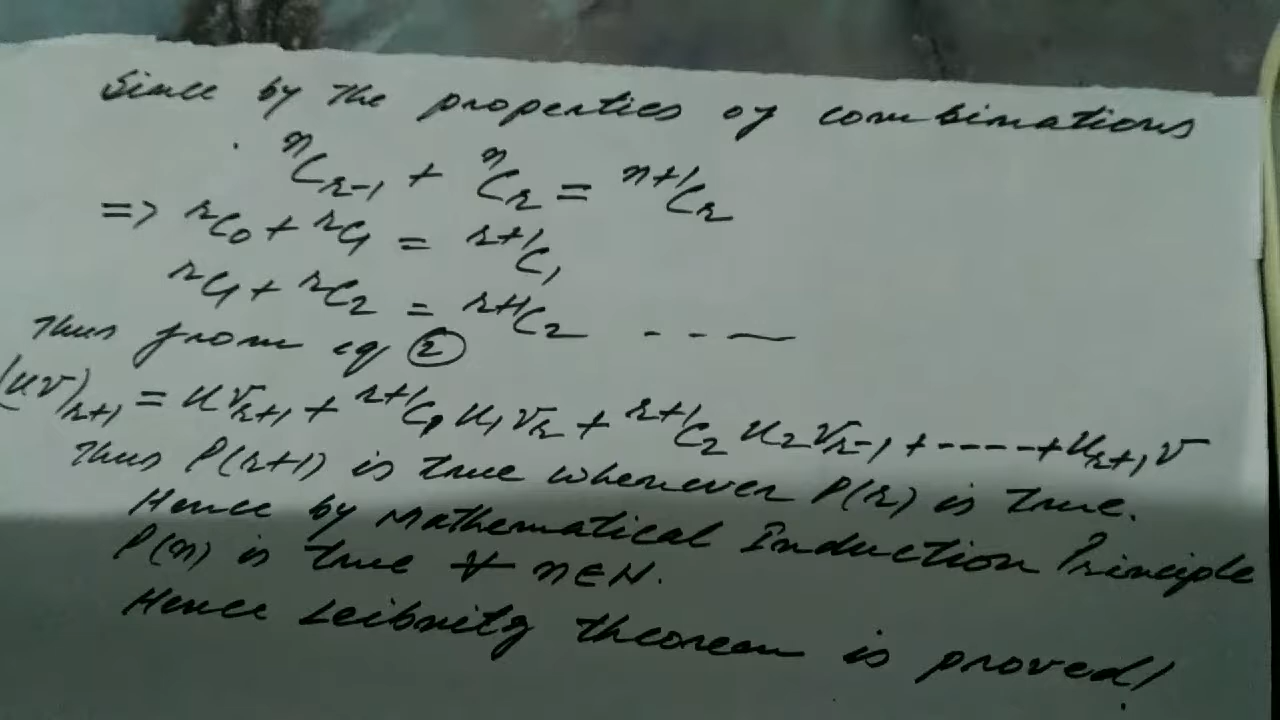 Since by the properties of combinations
ⁿC_{r-1} + ⁿC_r = ⁿ⁺¹C_r
=> ʳC₀ + ʳC₁ = ʳ⁺¹C₁
ʳC₁ + ʳC₂ = ʳ⁺¹C₂ - - —
Thus from eq ②
(uv)_{r+1} = uv_{r+1} + ʳ⁺¹C₁ u₁v_r + ʳ⁺¹C₂ u₂v_{r-1} + ---- + u_{r+1} v
Thus P(r+1) is true whenever P(r) is true.
Hence by Mathematical Induction Principle
P(n) is true ∀ n∈N.
Hence Leibnitz theorem is proved/